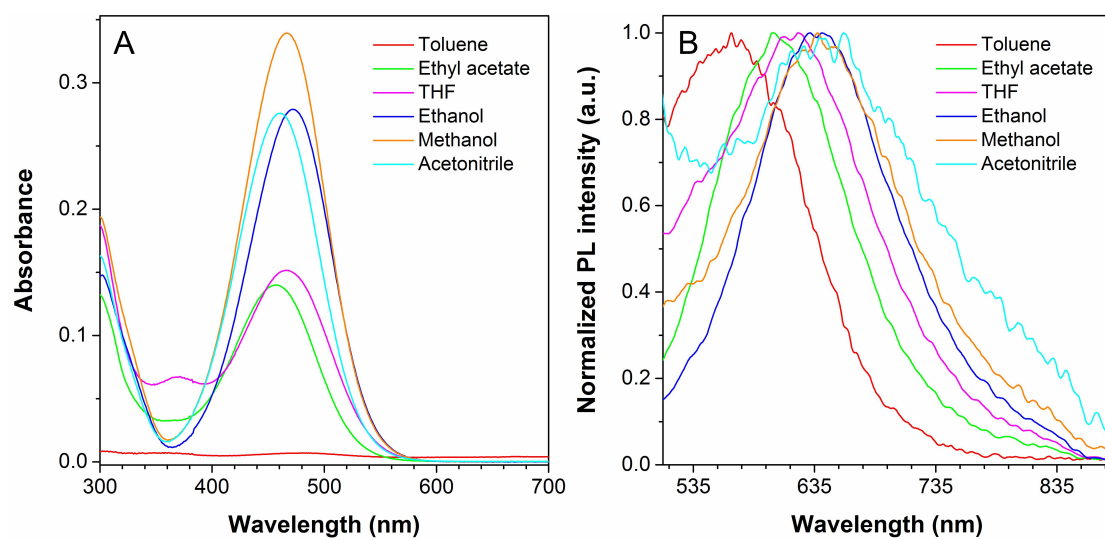 A
Toluene
Ethyl acetate
THF
Ethanol
Methanol
Acetonitrile
Absorbance
0.3
0.2
0.1
0.0
300
400
500
600
700
Wavelength (nm)
B
Toluene
Ethyl acetate
THF
Ethanol
Methanol
Acetonitrile
Normalized PL intensity (a.u.)
1.0
0.8
0.6
0.4
0.2
0.0
535
635
735
835
Wavelength (nm)